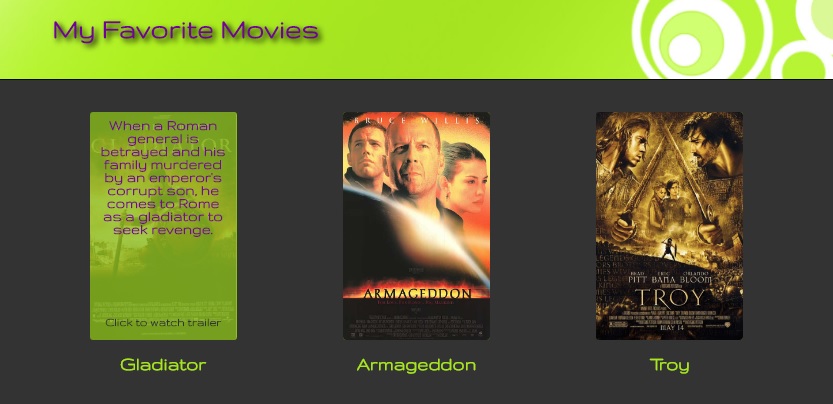 My Favorite Movies
When a Roman
general is
betrayed and his
family murdered
by an emperor's
corrupt son, he
comes to Rome
as a gladiator to
seek revenge.
Click to watch trailer
Gladiator
BRUCE WILLIS
ARMAGEDDON
Armageddon
BRAD ERIC ORLANDO
PITT BANA BLOOM
TROY
MAY 14
Troy